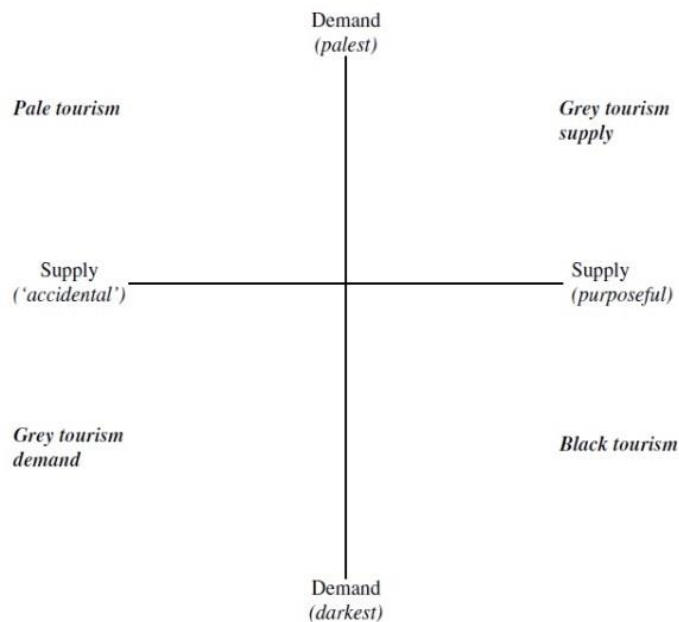 Demand
(palest)
Pale tourism
Grey tourism
supply
Supply
(‘accidental’)
Supply
(purposeful)
Grey tourism
demand
Black tourism
Demand
(darkest)